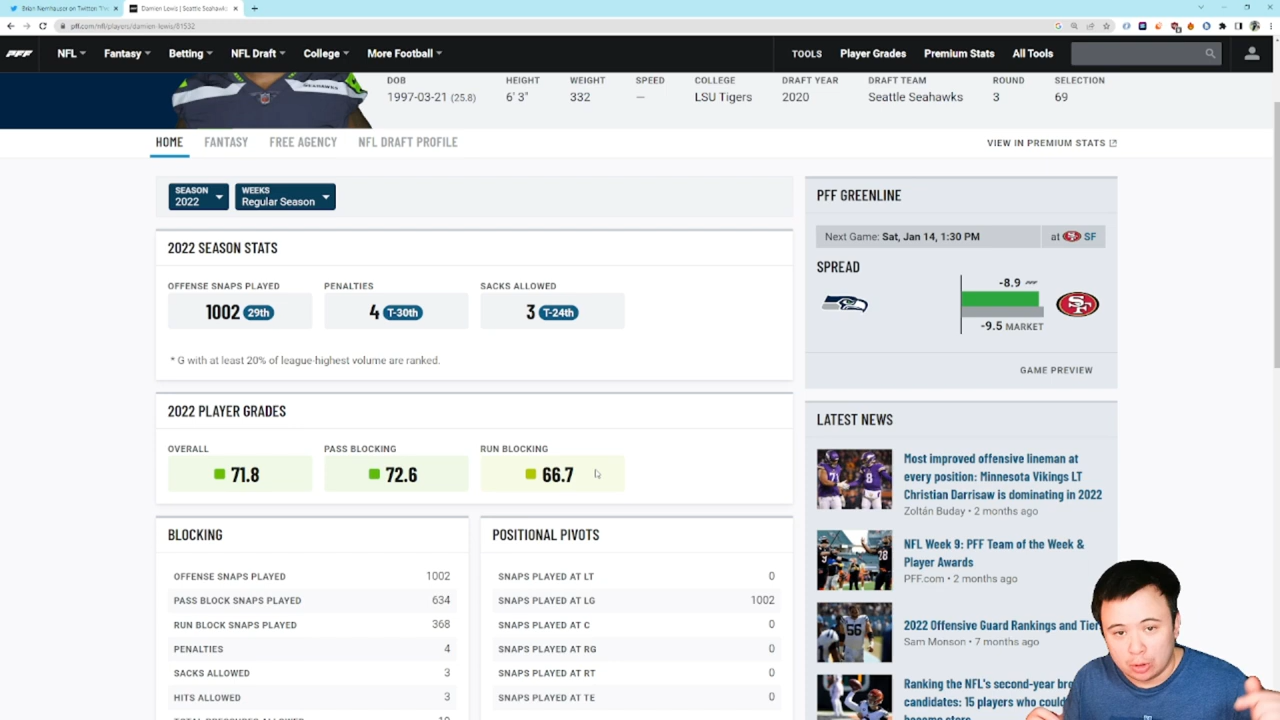 Brian Nemhauser on Twitter: "I'
Damien Lewis | Seattle Seahawks
pff.com/nfl/players/damien-lewis/81532
PFF NFL Fantasy Betting NFL Draft College More Football TOOLS Player Grades Premium Stats All Tools
SEAHAWKS
DOB HEIGHT WEIGHT SPEED COLLEGE DRAFT YEAR DRAFT TEAM ROUND SELECTION
1997-03-21 (25.8) 6' 3" 332 — LSU Tigers 2020 Seattle Seahawks 3 69
HOME FANTASY FREE AGENCY NFL DRAFT PROFILE VIEW IN PREMIUM STATS
SEASON
2022
WEEKS
Regular Season
2022 SEASON STATS
OFFENSE SNAPS PLAYED PENALTIES SACKS ALLOWED
1002 29th 4 T-30th 3 T-24th
* G with at least 20% of league-highest volume are ranked.
2022 PLAYER GRADES
OVERALL PASS BLOCKING RUN BLOCKING
71.8 72.6 66.7
BLOCKING
OFFENSE SNAPS PLAYED 1002
PASS BLOCK SNAPS PLAYED 634
RUN BLOCK SNAPS PLAYED 368
PENALTIES 4
SACKS ALLOWED 3
HITS ALLOWED 3
POSITIONAL PIVOTS
SNAPS PLAYED AT LT 0
SNAPS PLAYED AT LG 1002
SNAPS PLAYED AT C 0
SNAPS PLAYED AT RG 0
SNAPS PLAYED AT RT 0
SNAPS PLAYED AT TE 0
PFF GREENLINE
Next Game: Sat, Jan 14, 1:30 PM at SF
SPREAD
-8.9 PFF
-9.5 MARKET
GAME PREVIEW
LATEST NEWS
Most improved offensive lineman at
every position: Minnesota Vikings LT
Christian Darrisaw is dominating in 2022
Zoltán Buday • 2 months ago
NFL Week 9: PFF Team of the Week &
Player Awards
PFF.com • 2 months ago
2022 Offensive Guard Rankings and Tiers
Sam Monson • 7 months ago
Ranking the NFL's second-year
candidates: 15 players who could